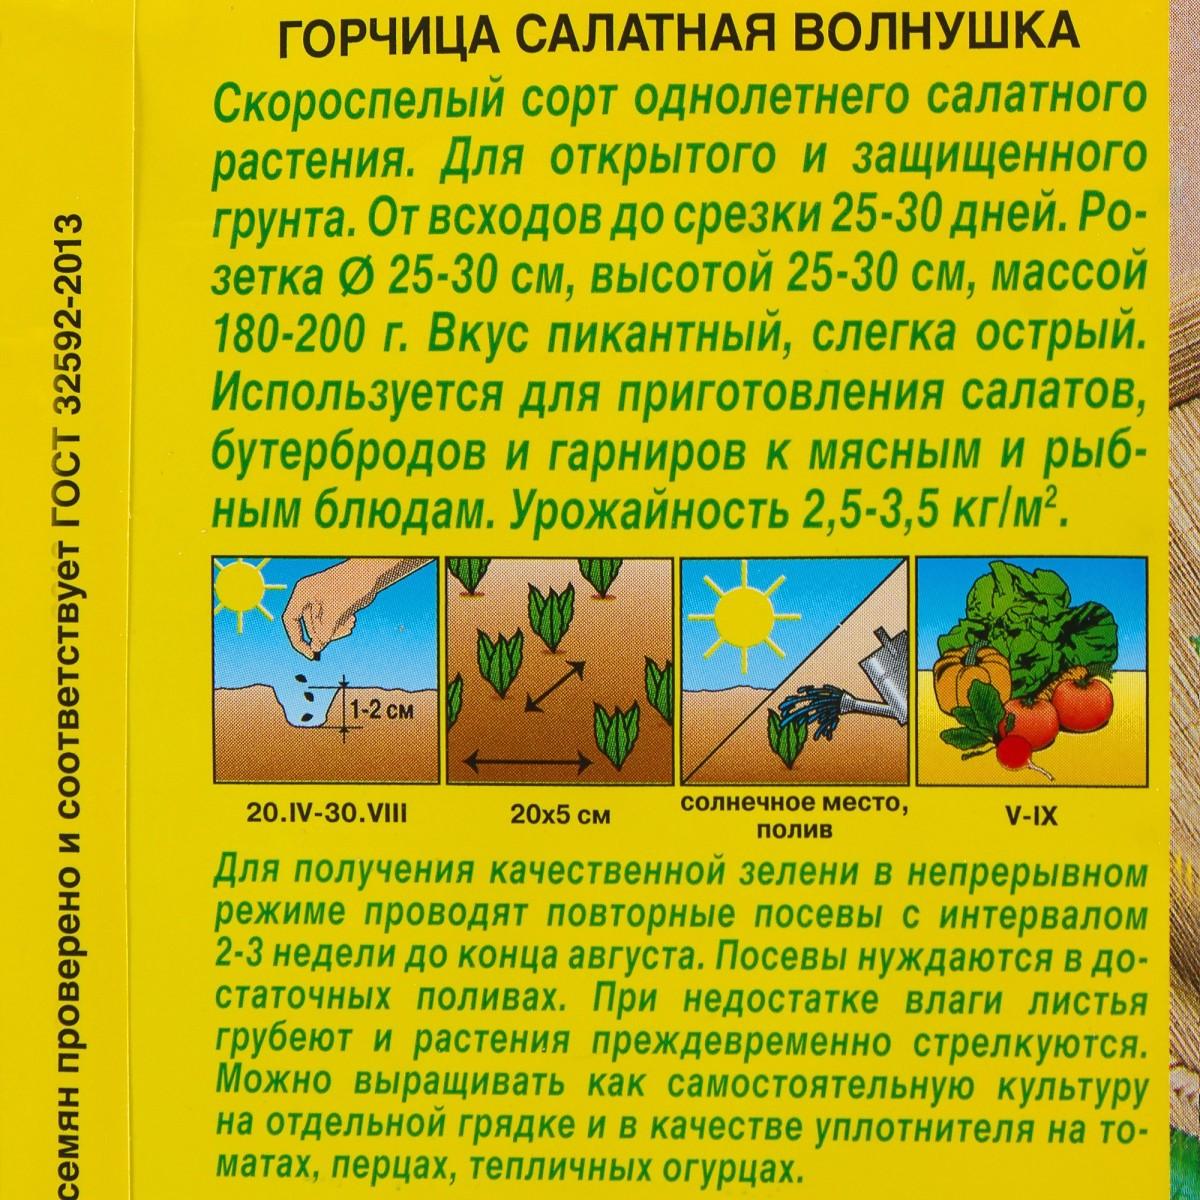 ГОРЧИЦА САЛАТНАЯ ВОЛНУШКА
Скороспелый сорт однолетнего салатного
растения. Для открытого и защищенного
грунта. От всходов до срезки 25-30 дней. Ро-
зетка Ø 25-30 см, высотой 25-30 см, массой
180-200 г. Вкус пикантный, слегка острый.
Используется для приготовления салатов,
бутербродов и гарниров к мясным и рыб-
ным блюдам. Урожайность 2,5-3,5 кг/м².
1-2 см
20.IV-30.VIII
20х5 см
солнечное место,
полив
V-IX
Для получения качественной зелени в непрерывном
режиме проводят повторные посевы с интервалом
2-3 недели до конца августа. Посевы нуждаются в до-
статочных поливах. При недостатке влаги листья
грубеют и растения преждевременно стрелкуются.
Можно выращивать как самостоятельную культуру
на отдельной грядке и в качестве уплотнителя на то-
матах, перцах, тепличных огурцах.
семян проверено и соответствует ГОСТ 32592-2013